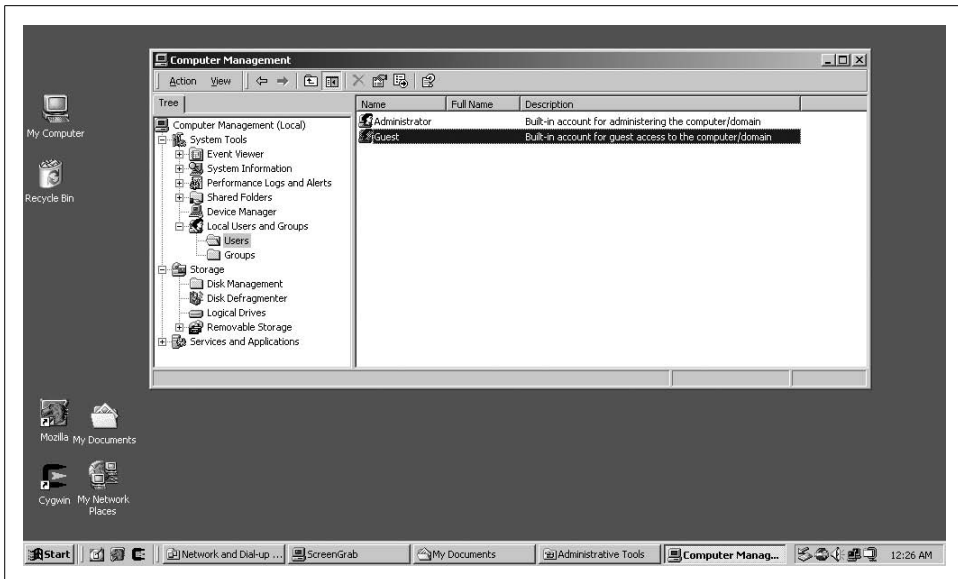 Computer Management
Action View
Tree
Computer Management (Local)
System Tools
Event Viewer
System Information
Performance Logs and Alerts
Shared Folders
Device Manager
Local Users and Groups
Users
Groups
Storage
Disk Management
Disk Defragmenter
Logical Drives
Removable Storage
Services and Applications
Name Full Name Description
Administrator Built-in account for administering the computer/domain
Guest Built-in account for guest access to the computer/domain
My Computer
Recycle Bin
Mozilla
My Documents
Cygwin
My Network
Places
Start Network and Dial-up ... ScreenGrab My Documents Administrative Tools Computer Manag... 12:26 AM